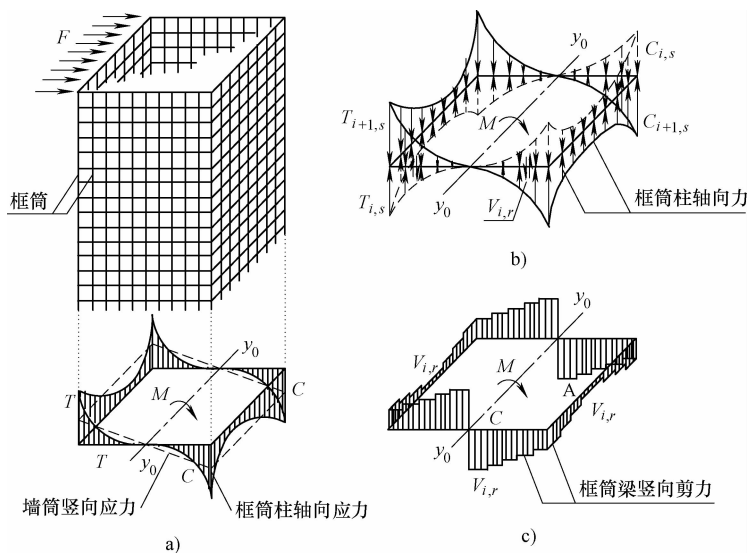 F
框筒
T
M
y0
C
T
y0
C
墙筒竖向应力
框筒柱轴向应力
a)
y0
Ci,s
Ti+1,s
M
Ci+1,s
Ti,s
y0
Vi,r
框筒柱轴向力
b)
y0
Vi,r
M
A
Vi,r
C
y0
Vi,r
框筒梁竖向剪力
c)